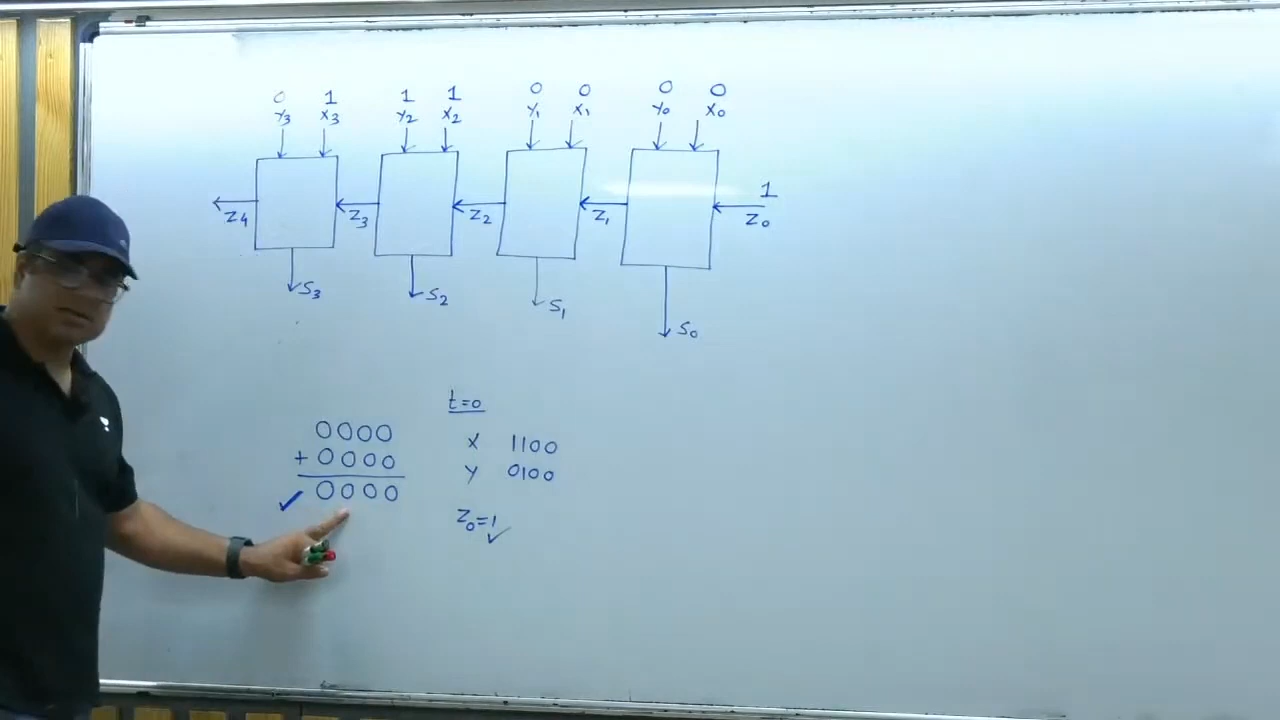 0 1 1 1 0 0 0 0
Y3 X3 Y2 X2 Y1 X1 Y0 X0
1
Z4 Z3 Z2 Z1 Z0
S3 S2 S1 S0
t=0
0000
+0000
0000
X 1100
Y 0100
Z0=1